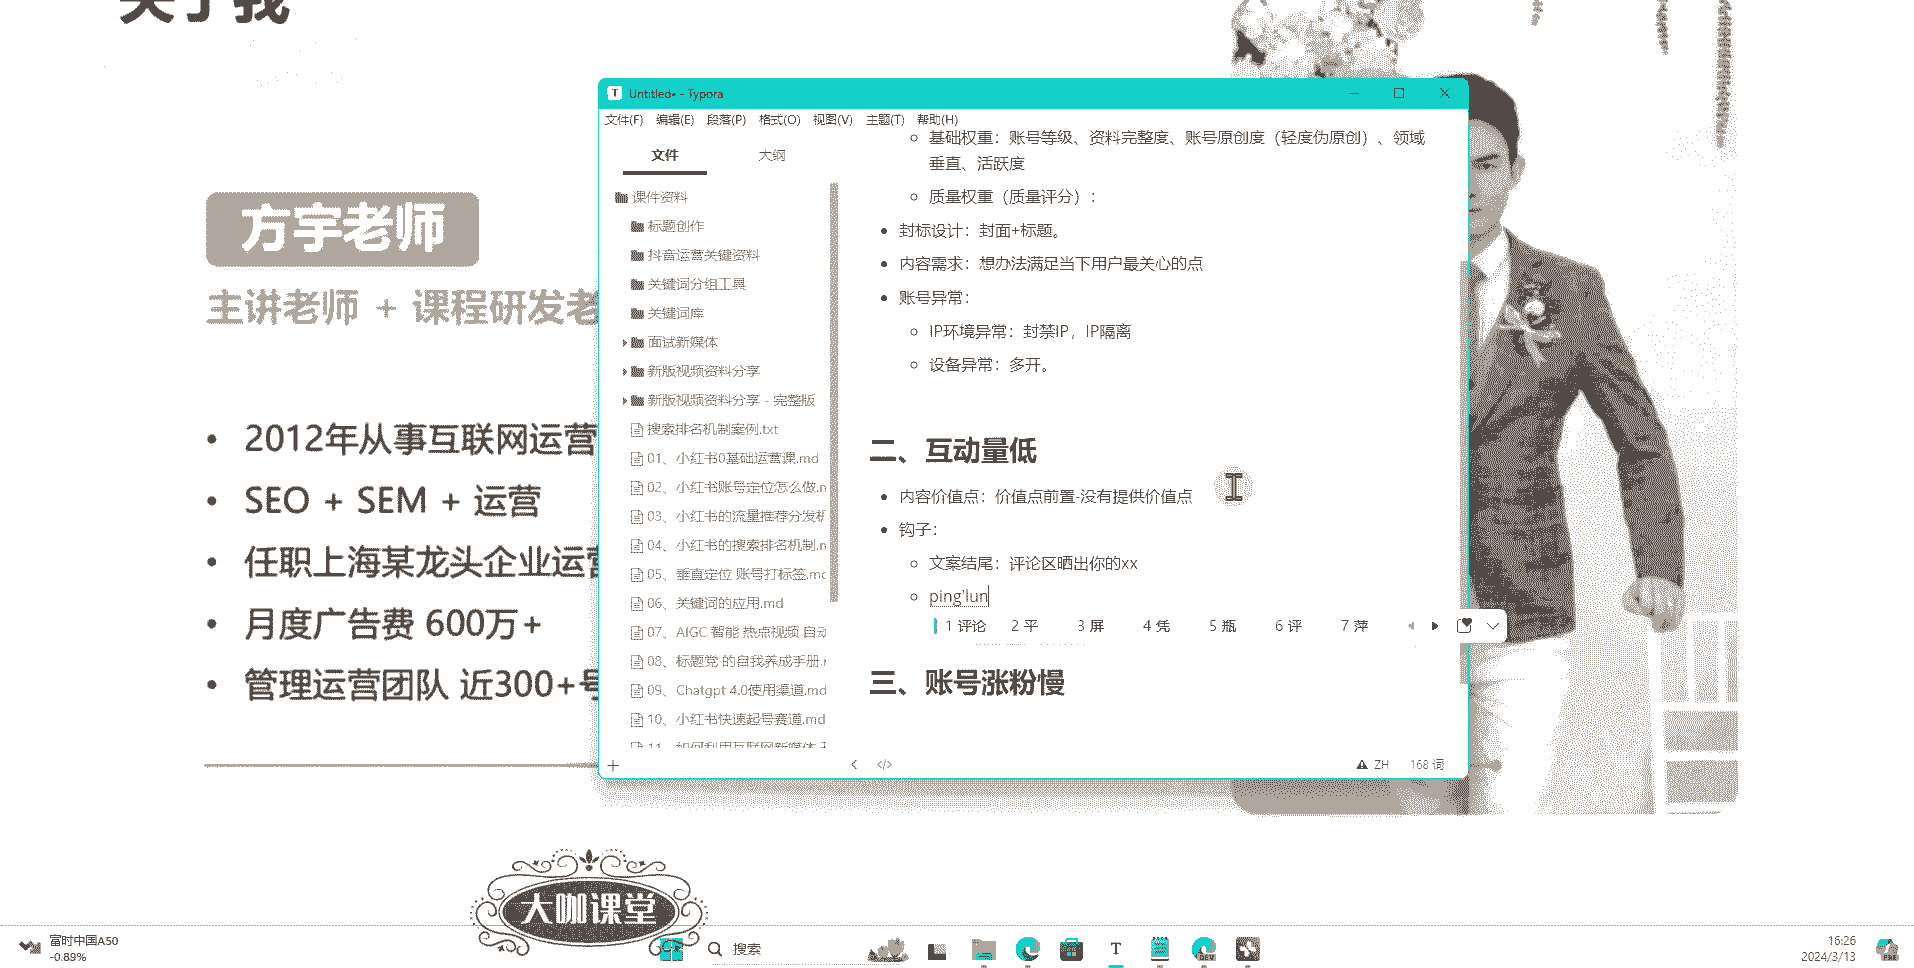 关于我
方宇老师
主讲老师 + 课程研发老
• 2012年从事互联网运营
• SEO + SEM + 运营
• 任职上海某龙头企业运营
• 月度广告费 600万+
• 管理运营团队 近300+号
Untitled• - Typora
文件(F) 编辑(E) 段落(P) 格式(O) 视图(V) 主题(T) 帮助(H)
文件 大纲
课件资料
标题创作
抖音运营关键资料
关键词分组工具
关键词库
面试新媒体
新版视频资料分享
新版视频资料分享 - 完整版
搜索排名机制案例.txt
01、小红书0基础运营课.md
02、小红书账号定位怎么做.m
03、小红书的流量推荐分发机
04、小红书的搜索排名机制.m
05、垂直定位 账号打标签.mc
06、关键词的应用.md
07、AIGC 智能 热点视频 自动
08、标题党 的自我养成手册.r
09、Chatgpt 4.0使用渠道.md
10、小红书快速起号赛道.md
11、如何利用互联网新媒体
基础权重：账号等级、资料完整度、账号原创度（轻度伪原创）、领域
垂直、活跃度
质量权重（质量评分）：
• 封标设计：封面+标题。
• 内容需求：想办法满足当下用户最关心的点
• 账号异常：
IP环境异常：封禁IP，IP隔离
设备异常：多开。
二、互动量低
• 内容价值点：价值点前置-没有提供价值点
• 钩子：
文案结尾：评论区晒出你的xx
ping'lun
1 评论 2 平 3 屏 4 凭 5 瓶 6 评 7 萍
三、账号涨粉慢
ZH 168 词
大咖课堂
富时中国A50
-0.89%
搜索
T
DEV
16:26
2024/3/13
PRE